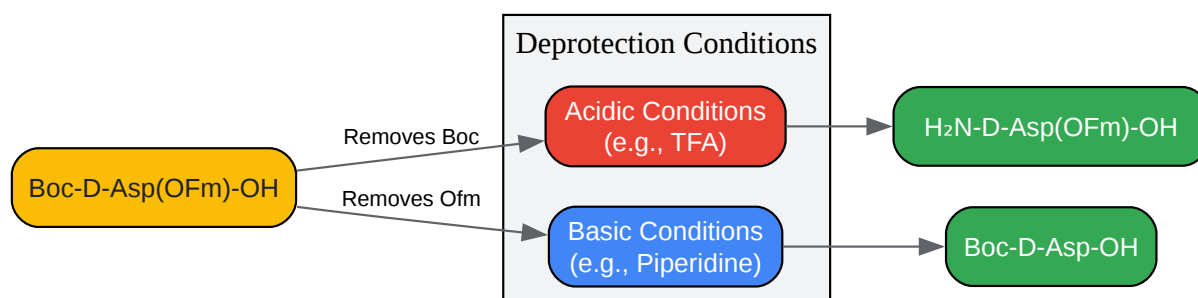 Deprotection Conditions
Boc-D-Asp(OFm)-OH
Removes Boc
Acidic Conditions
(e.g., TFA)
H₂N-D-Asp(OFm)-OH
Removes Ofm
Basic Conditions
(e.g., Piperidine)
Boc-D-Asp-OH